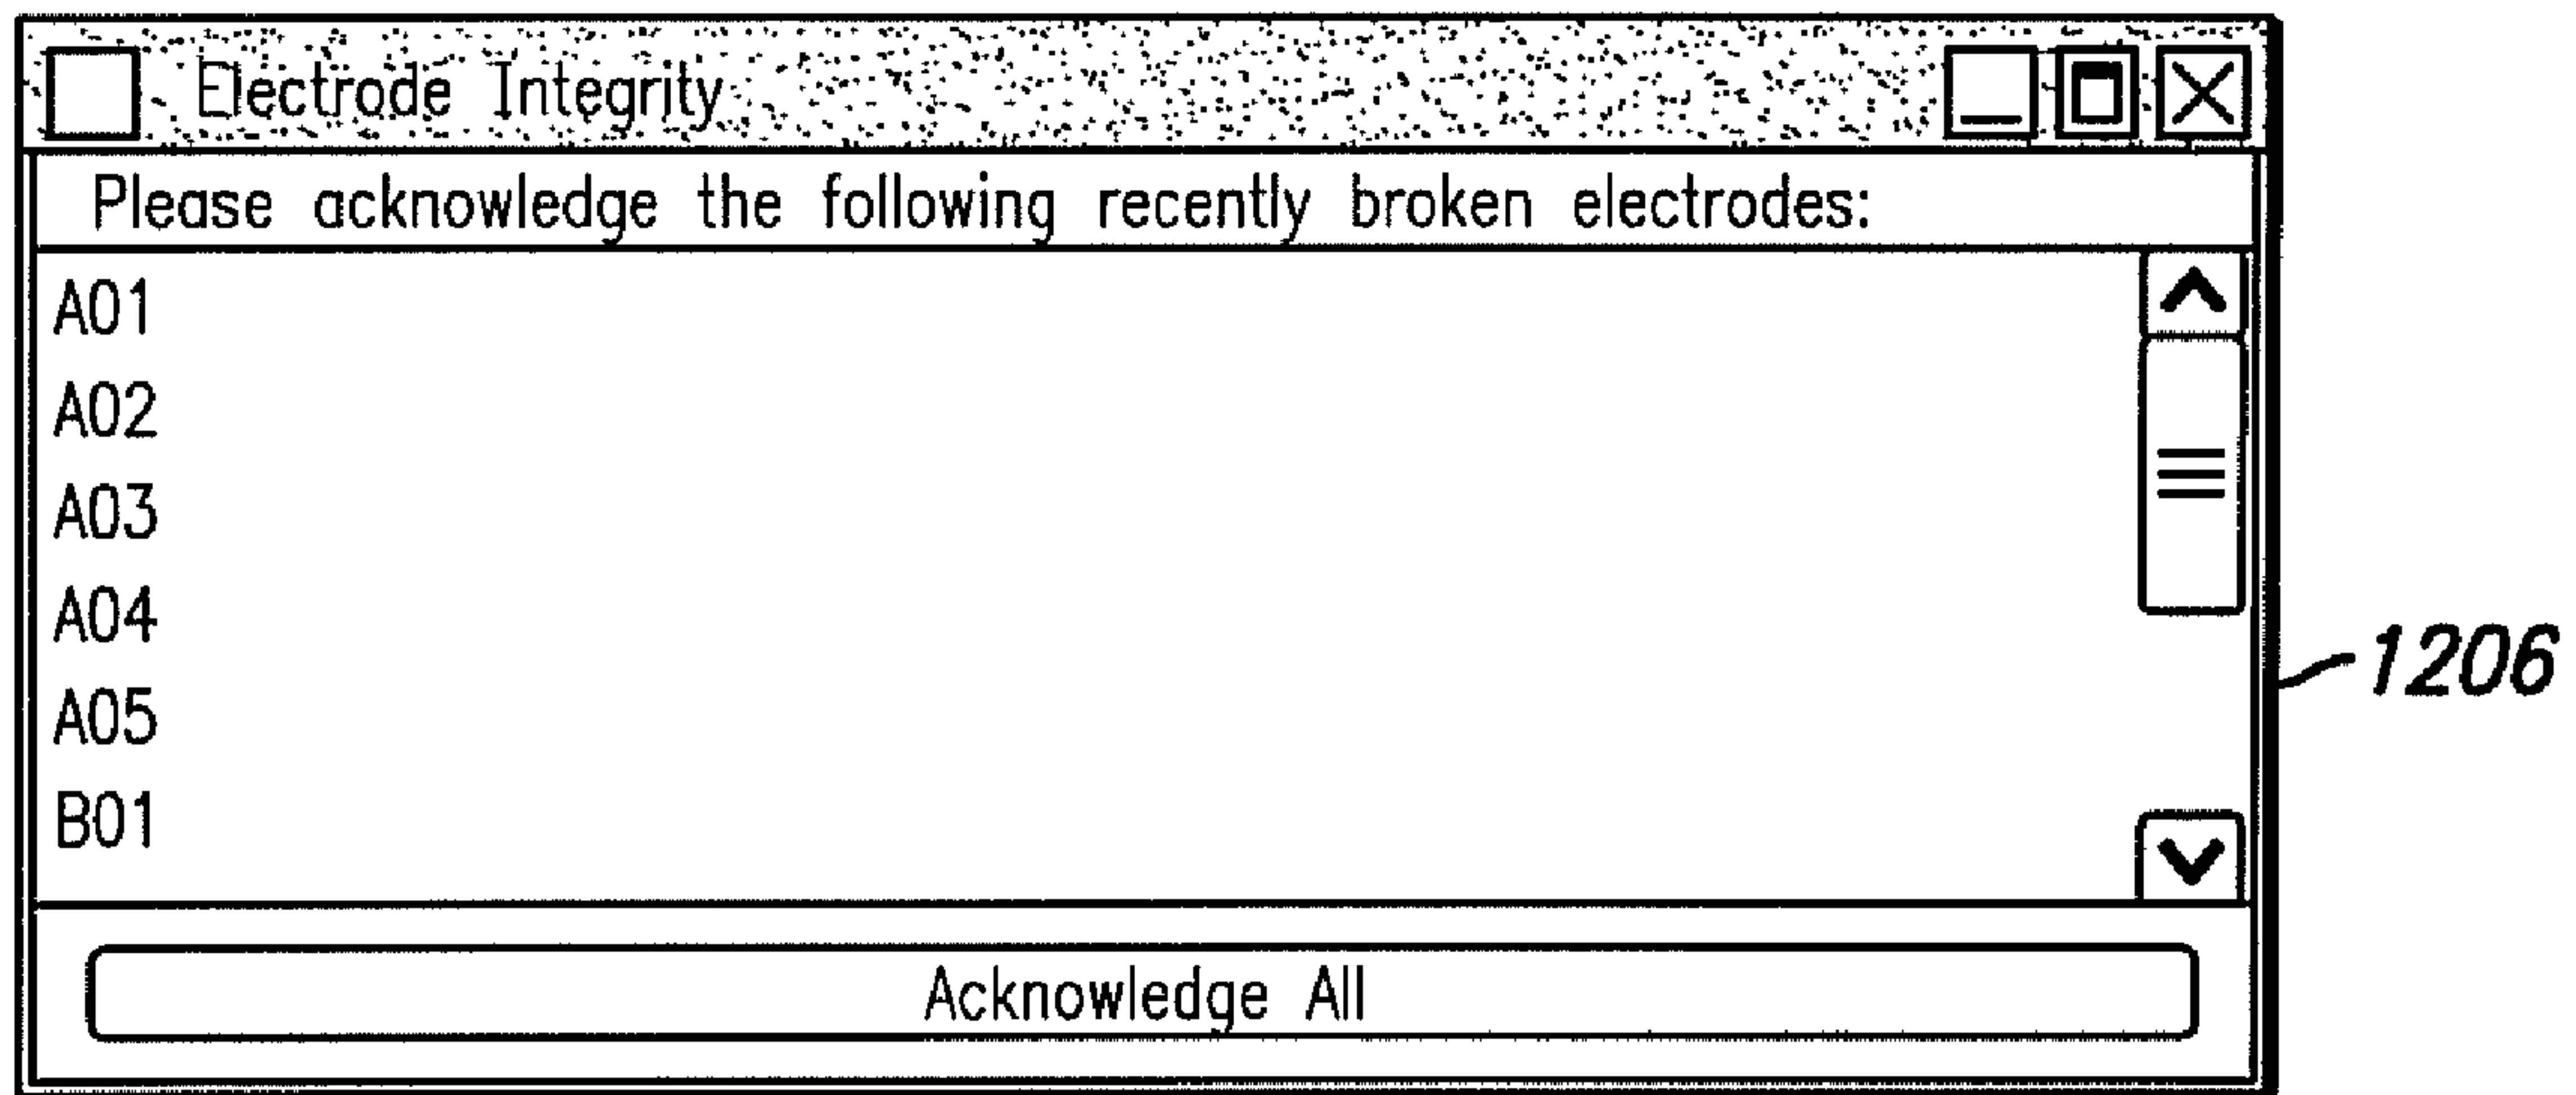 Electrode Integrity
Please acknowledge the following recently broken electrodes:
A01
A02
A03
A04
A05
B01
1206
Acknowledge All